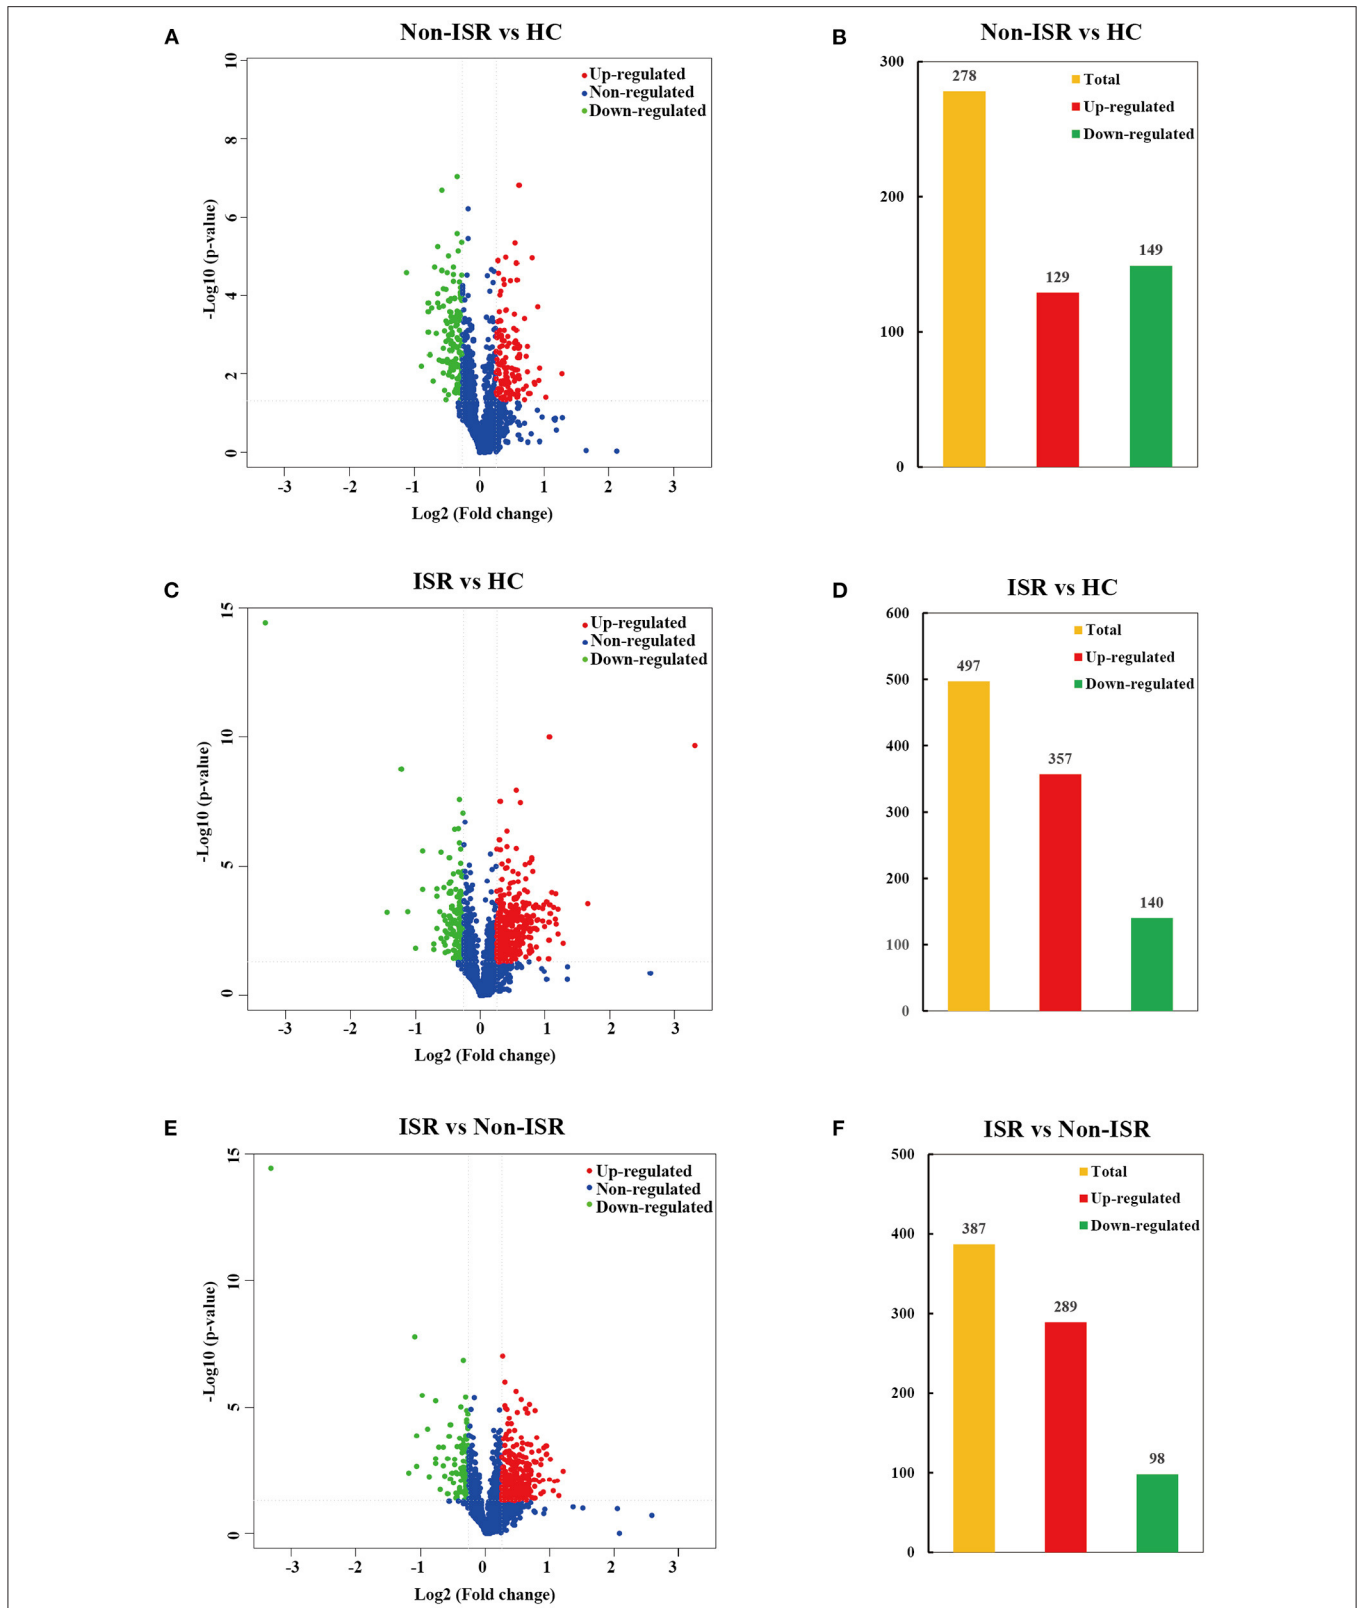 A
Non-ISR vs HC
Up-regulated
Non-regulated
Down-regulated
-Log10 (p-value)
10
8
6
4
2
0
-3 -2 -1 0 1 2 3
Log2 (Fold change)
B
Non-ISR vs HC
Total
Up-regulated
Down-regulated
300
200
100
0
278
129
149
C
ISR vs HC
Up-regulated
Non-regulated
Down-regulated
-Log10 (p-value)
15
10
5
0
-3 -2 -1 0 1 2 3
Log2 (Fold change)
D
ISR vs HC
Total
Up-regulated
Down-regulated
600
500
400
300
200
100
0
497
357
140
E
ISR vs Non-ISR
Up-regulated
Non-regulated
Down-regulated
-Log10 (p-value)
15
10
5
0
-3 -2 -1 0 1 2 3
Log2 (Fold change)
F
ISR vs Non-ISR
Total
Up-regulated
Down-regulated
500
400
300
200
100
0
387
289
98